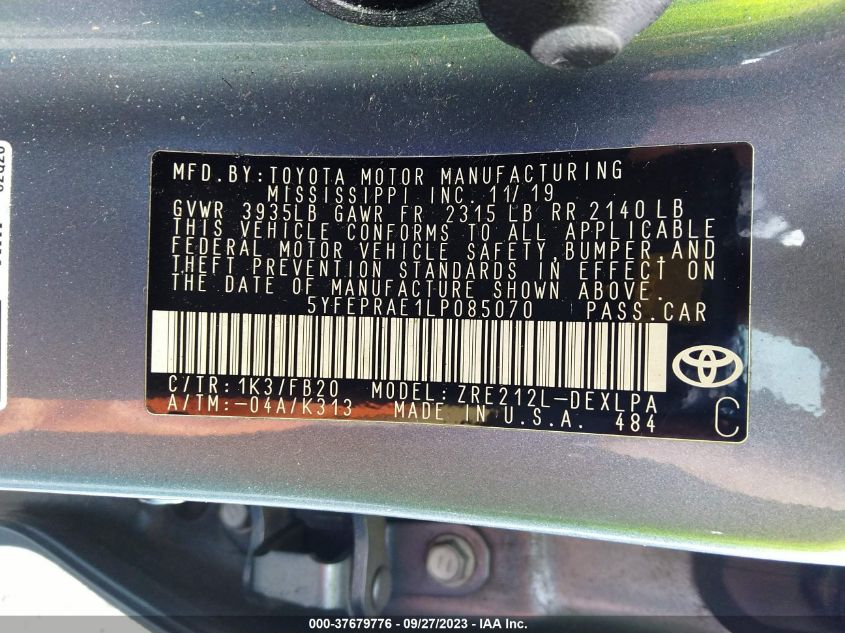 MFD.BY:TOYOTA MOTOR MANUFACTURING
MISSISSIPPI INC. 11/19
GVWR 3935LB GAWR FR 2315 LB RR 2140 LB
THIS VEHICLE CONFORMS TO ALL APPLICABLE
FEDERAL MOTOR VEHICLE SAFETY,BUMPER,AND
THEFT PREVENTION STANDARDS IN EFFECT ON
THE DATE OF MANUFACTURE SHOWN ABOVE.
5YFEPRAE1LP085070 PASS.CAR
C/TR:1K3/FB20 MODEL:ZRE212L-DEXLPA
A/TM:-04A/K313 MADE IN U.S.A. 484
C
000-37679776 - 09/27/2023 - IAA Inc.